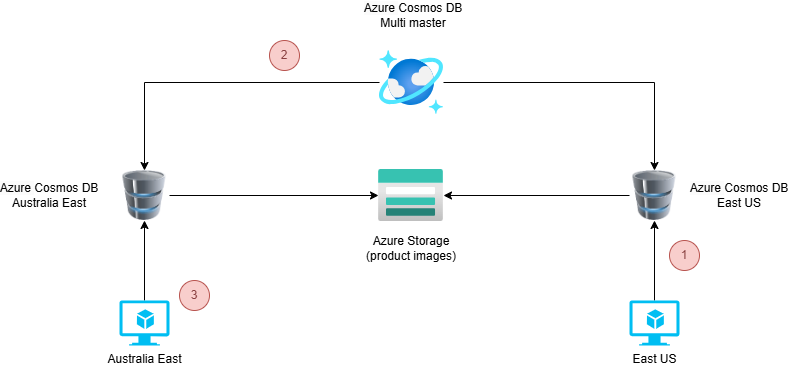 Azure Cosmos DB
Multi master
2
Azure Cosmos DB
Australia East
Azure Cosmos DB
East US
Azure Storage
(product images)
1
3
Australia East
East US